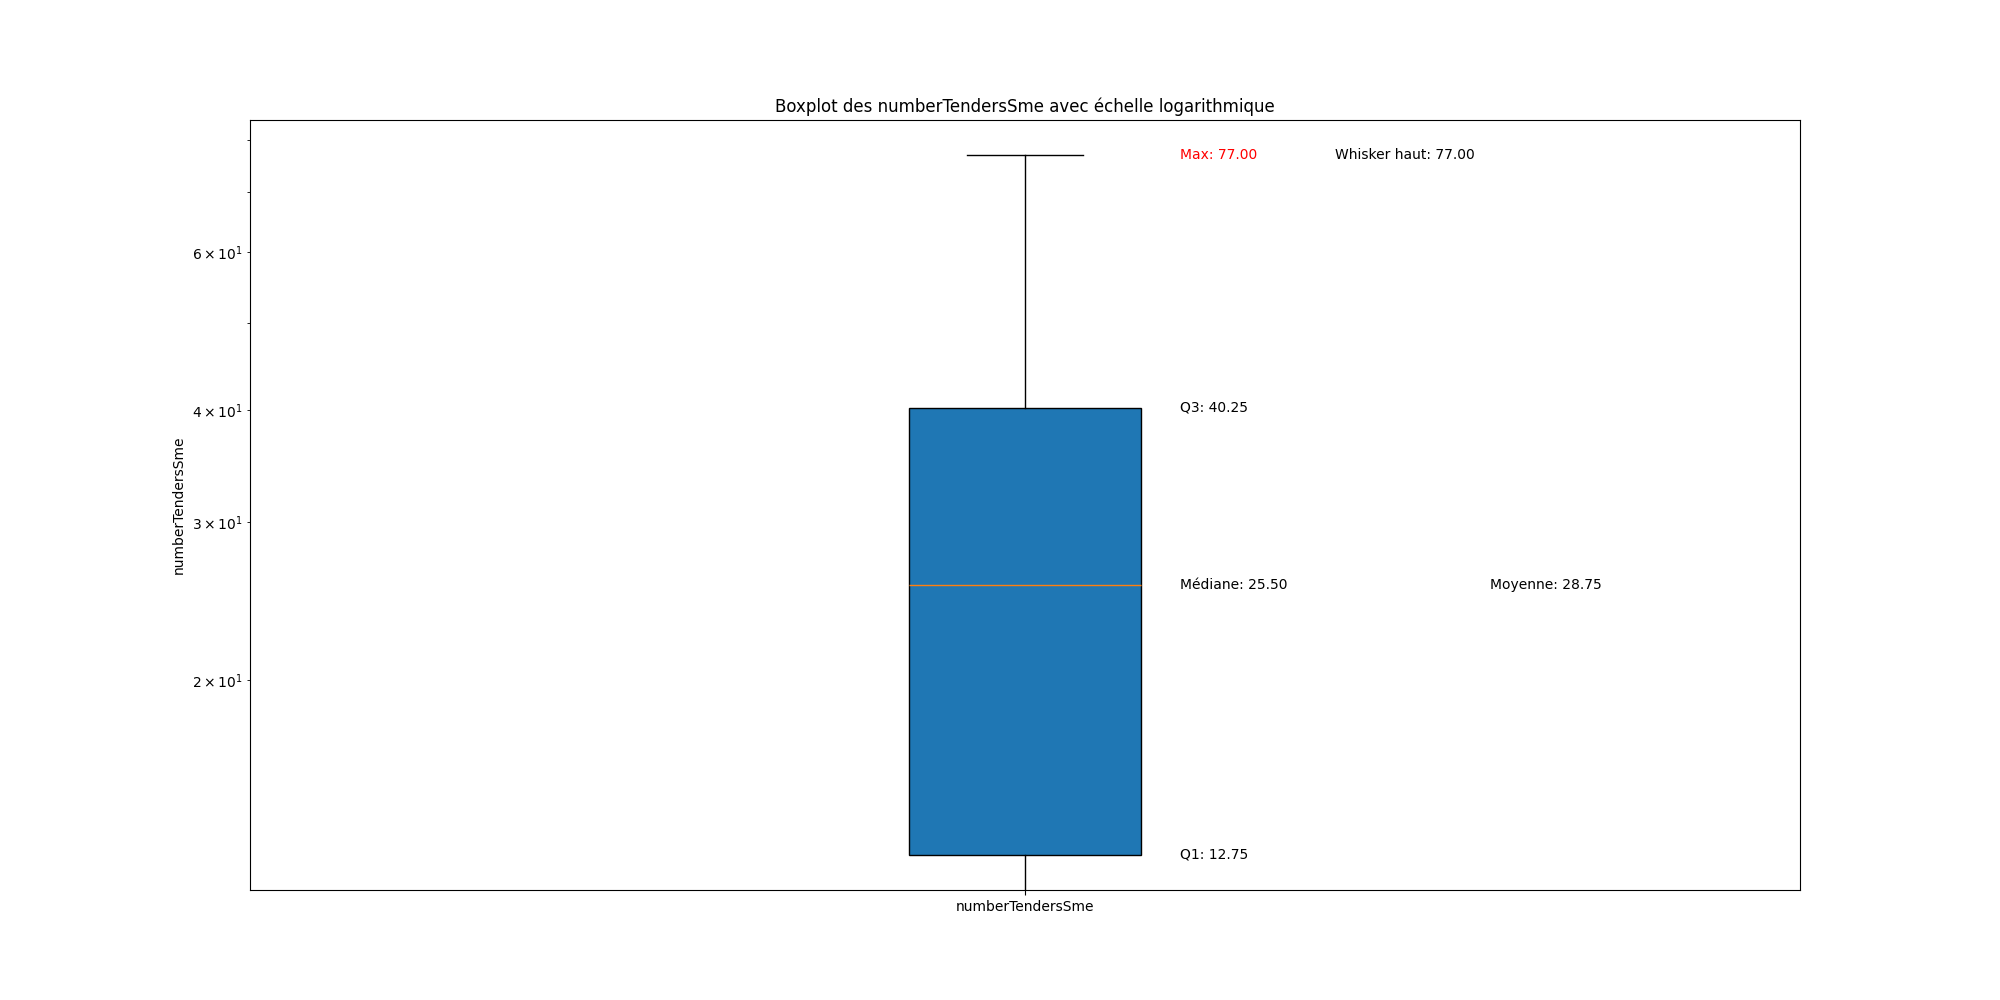 Boxplot des numberTendersSme avec échelle logarithmique
Max: 77.00
Whisker haut: 77.00
6 × 10¹
Q3: 40.25
4 × 10¹
numberTendersSme
3 × 10¹
Médiane: 25.50
Moyenne: 28.75
2 × 10¹
Q1: 12.75
numberTendersSme